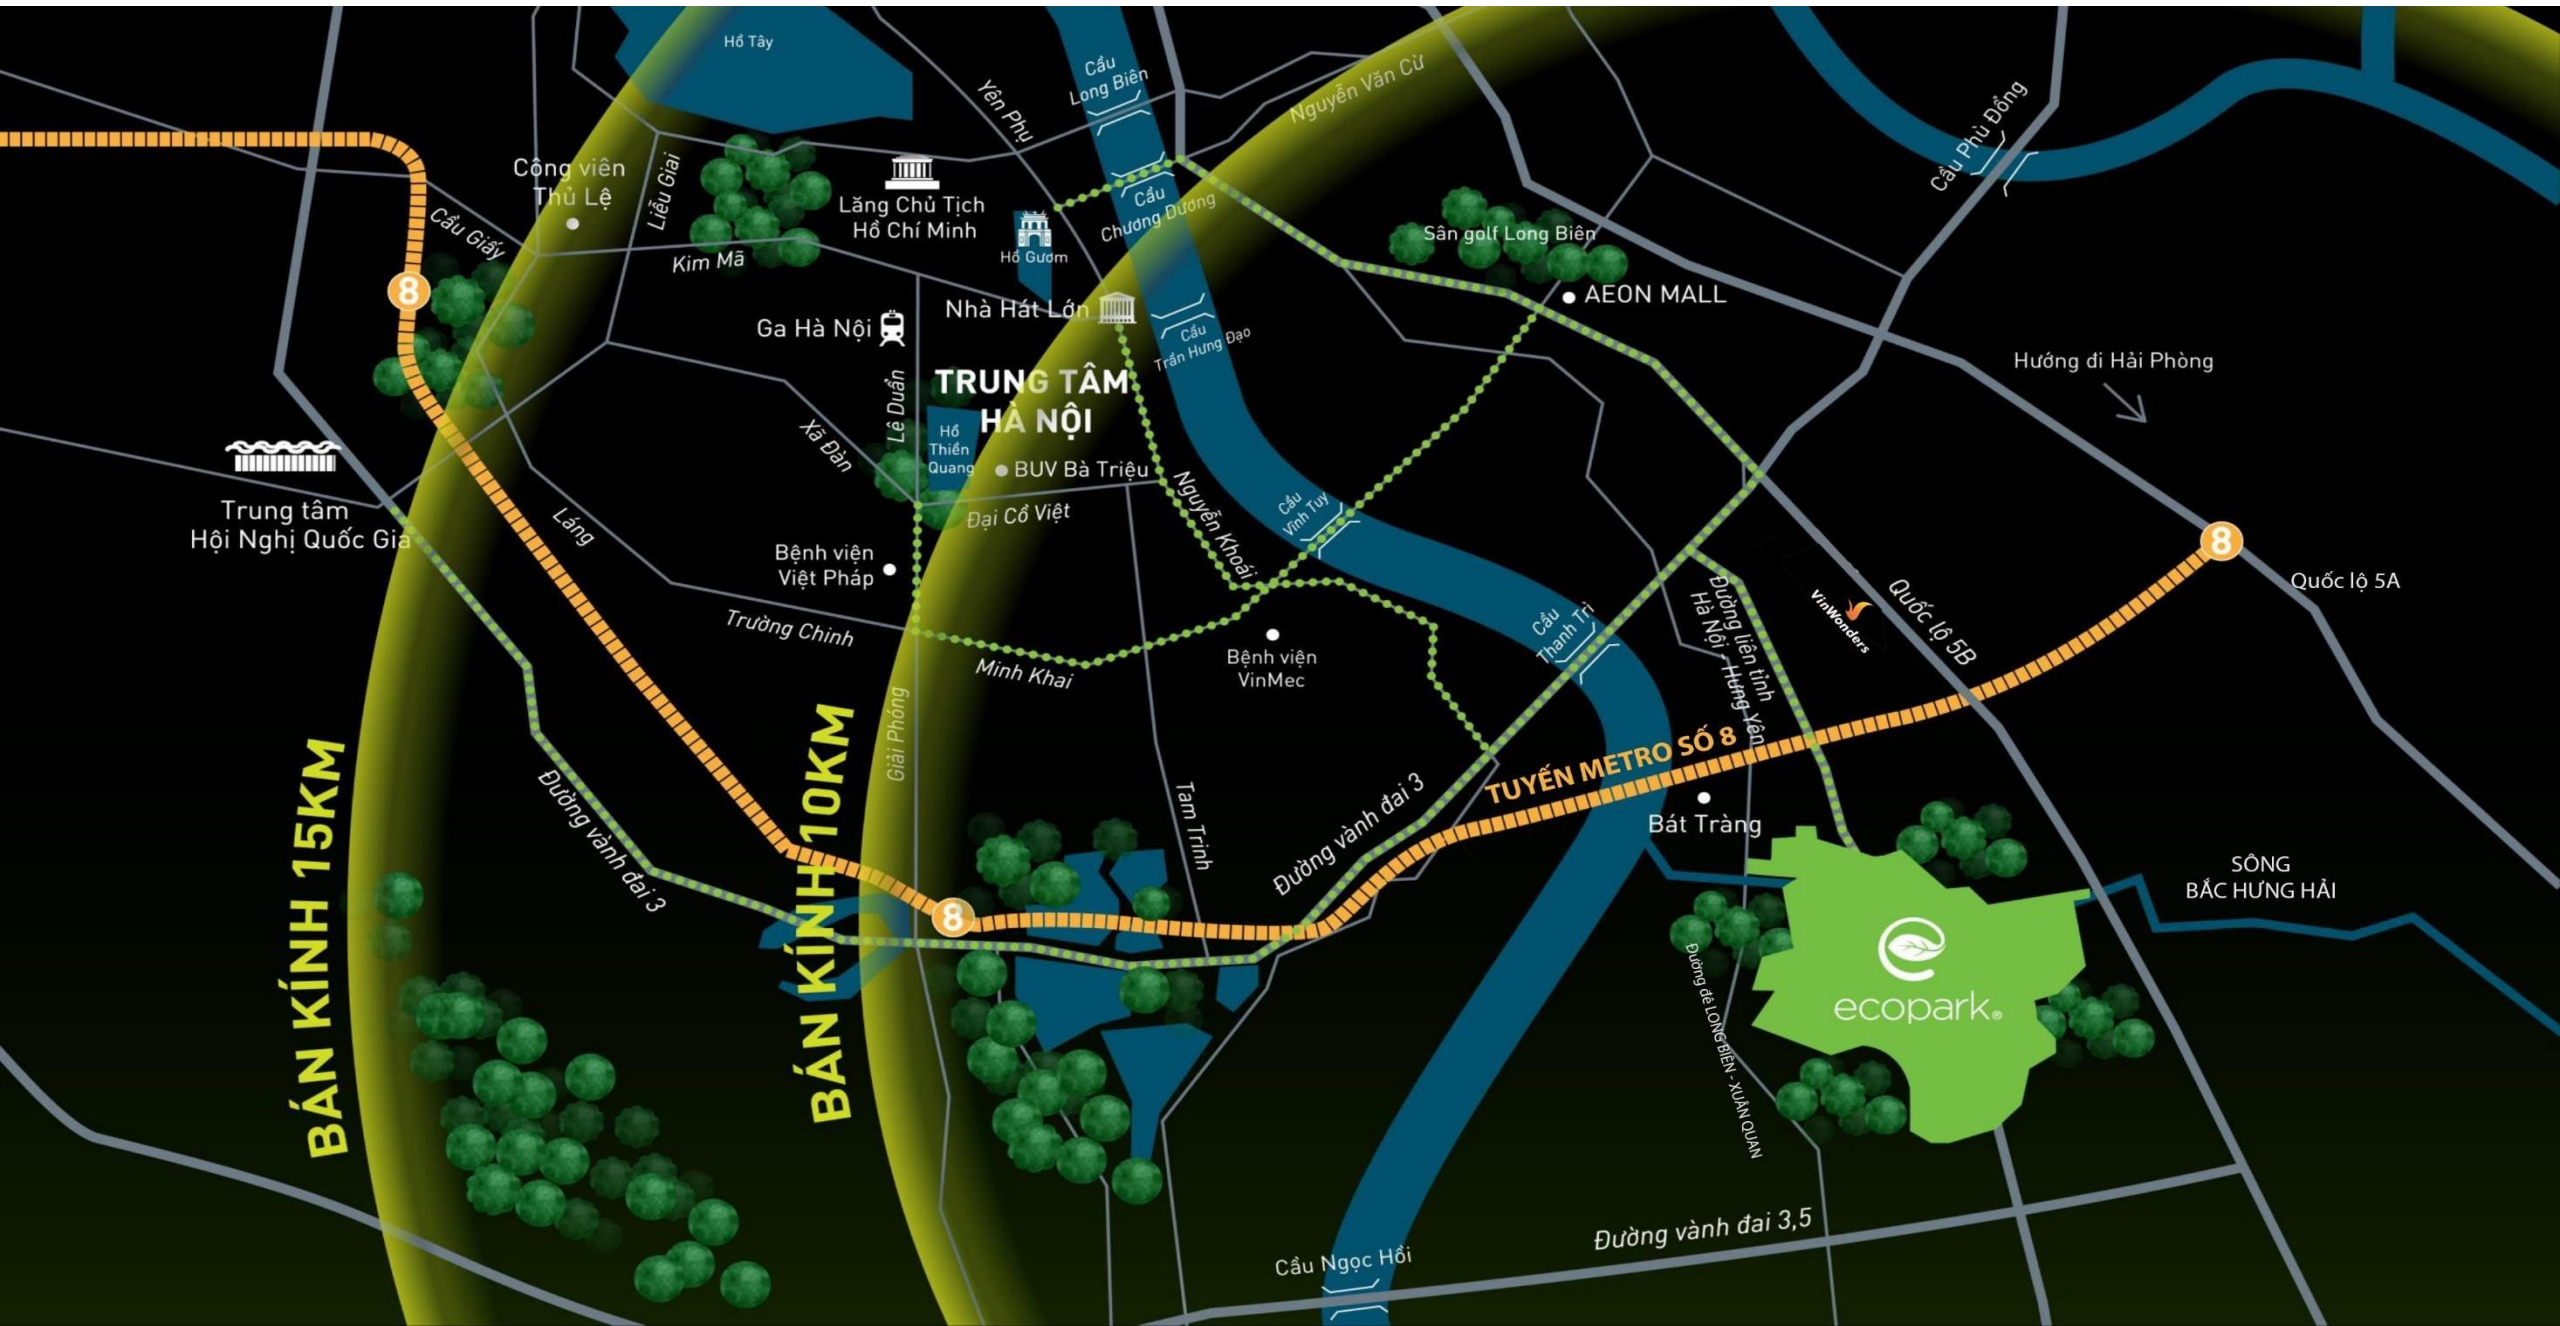 Hồ Tây
Cầu
Long Biên
Nguyễn Văn Cừ
Yên Phụ
Cầu Phù Đổng
Công viên
Thủ Lệ
Liễu Giai
Cầu Giấy
Kim Mã
Lăng Chủ Tịch
Hồ Chí Minh
Hồ Gươm
Cầu
Chương Dương
Sân golf Long Biên
AEON MALL
8
Nhà Hát Lớn
Ga Hà Nội
Cầu
Trần Hưng Đạo
Hướng đi Hải Phòng
TRUNG TÂM
HÀ NỘI
Lê Duẩn
Xã Đàn
Hồ
Thiền
Quang
BUV Bà Triệu
Đại Cồ Việt
Nguyễn Khoái
Cầu
Vĩnh Tuy
Trung tâm
Hội Nghị Quốc Gia
Láng
Bệnh viện
Việt Pháp
8
Quốc lộ 5A
Trường Chinh
Minh Khai
Bệnh viện
VinMec
Cầu
Thanh Trì
Đường liên tỉnh
Hà Nội - Hưng Yên
VinWonders
Quốc lộ 5B
Giải Phóng
BÁN KÍNH 15KM
BÁN KÍNH 10KM
Đường vành đai 3
Tam Trinh
Đường vành đai 3
TUYẾN METRO SỐ 8
Bát Tràng
8
SÔNG
BẮC HƯNG HẢI
ecopark®
Đường đê LONG BIÊN - XUÂN QUAN
Đường vành đai 3,5
Cầu Ngọc Hồi